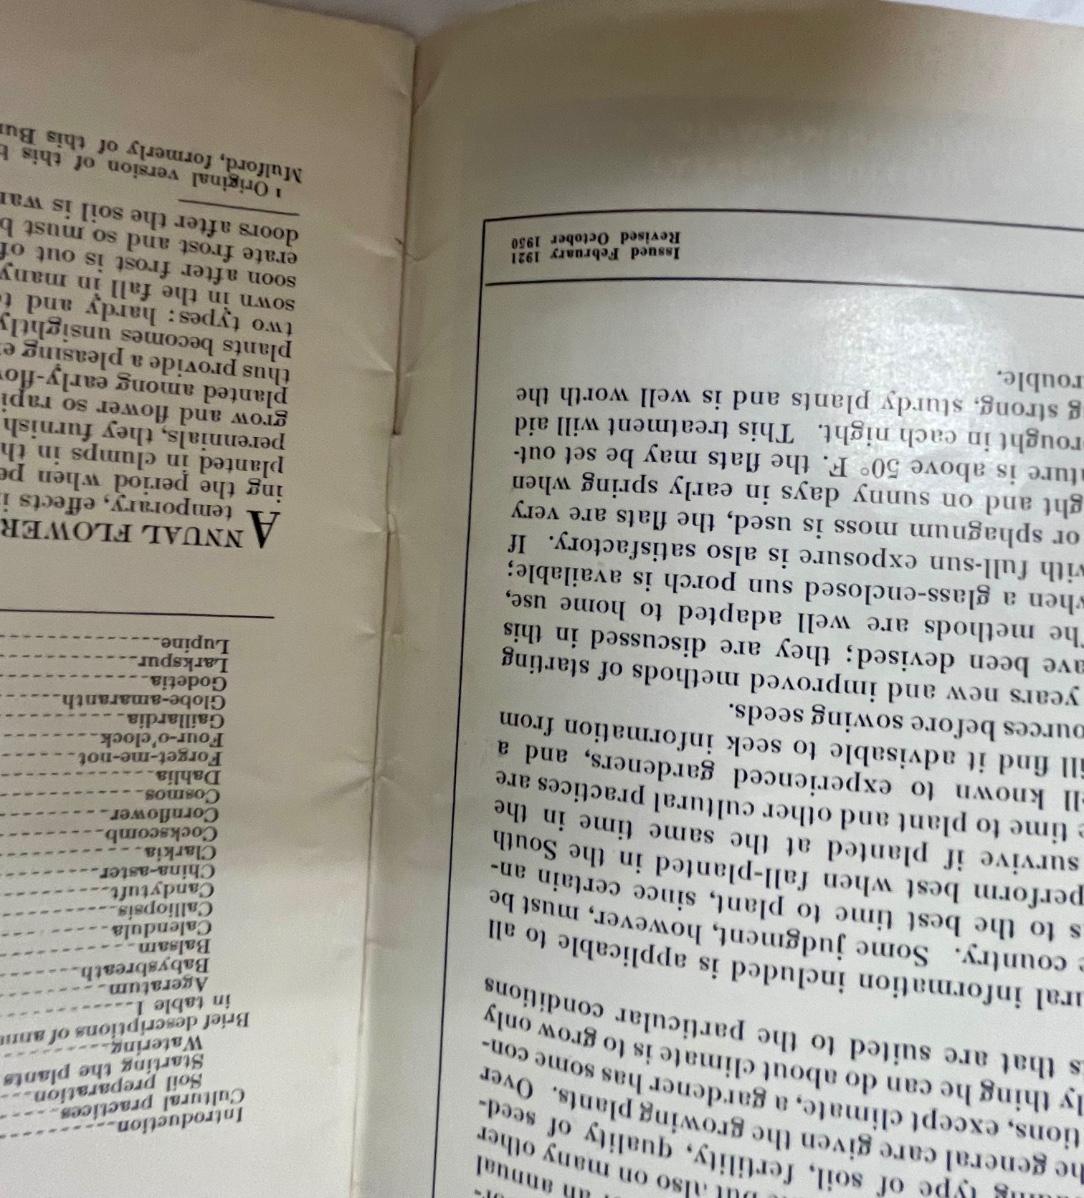 or-
an annual
but also on many other
ing type of soil, fertility, quality of seed-
he general care given the growing plants. Over
tions, except climate, a gardener has some con-
ly thing he can do about climate is to grow only
s that are suited to the particular conditions
ural information included is applicable to all
e country. Some judgment, however, must be
s to the best time to plant, since certain an-
perform best when fall-planted in the South
survive if planted at the same time in the
e time to plant and other cultural practices are
ell known to experienced gardeners, and a
ill find it advisable to seek information from
ources before sowing seeds.
years new and improved methods of starting
ave been devised; they are discussed in this
he methods are well adapted to home use,
when a glass-enclosed sun porch is available;
with full-sun exposure is also satisfactory. If
or sphagnum moss is used, the flats are very
ght and on sunny days in early spring when
ature is above 50° F. the flats may be set out-
rought in each night. This treatment will aid
g strong, sturdy plants and is well worth the
rouble.
Issued February 1921
Revised October 1950
Introduction
Cultural practices
Soil preparation
Starting the plants
Watering
Brief descriptions of annu
in table 1
Ageratum
Babysbreath
Balsam
Calendula
Calliopsis
Candytuft
China-aster
Clarkia
Cockscomb
Cornflower
Cosmos
Dahlia
Forget-me-not
Four-o'clock
Gaillardia
Globe-amaranth
Godetia
Larkspur
Lupine
ANNUAL FLOWER
temporary, effects i
ing the period when pe
planted in clumps in th
perennials, they furnish
grow and flower so rapi
planted among early-flo
thus provide a pleasing e
plants becomes unsightly
two types: hardy and t
sown in the fall in many
soon after frost is out of
erate frost and so must b
doors after the soil is war
¹ Original version of this b
Mulford, formerly of this Bu